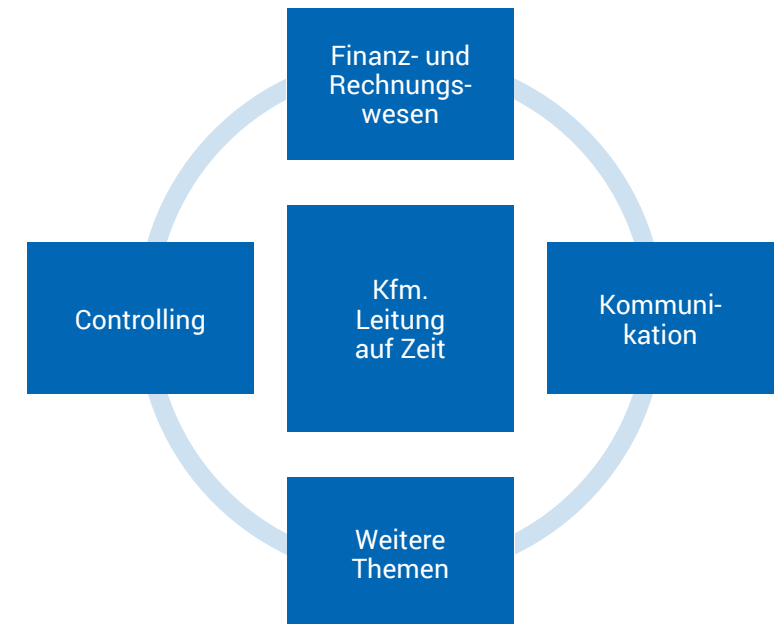 Finanz- und
Rechnungs-
wesen
Controlling
Kfm.
Leitung
auf Zeit
Kommuni-
kation
Weitere
Themen